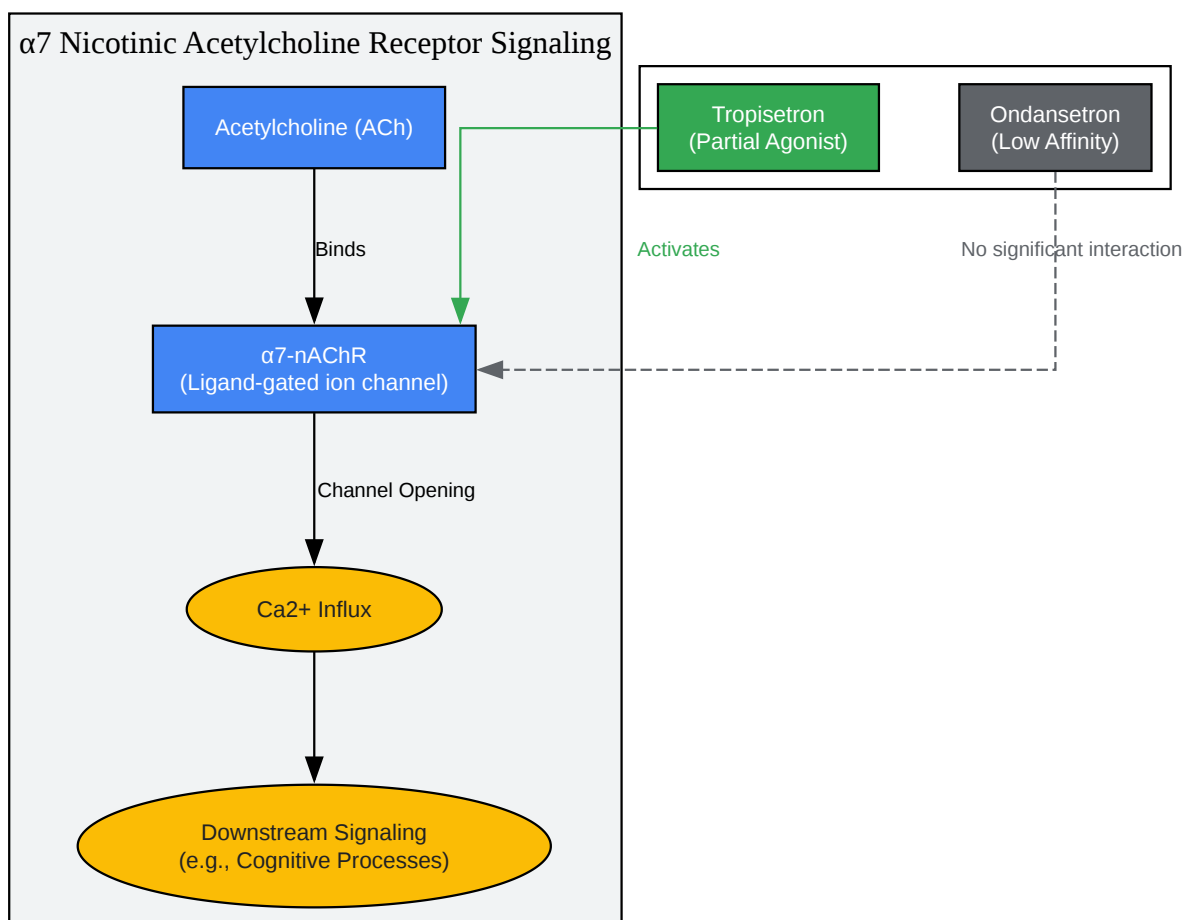 α7 Nicotinic Acetylcholine Receptor Signaling
Acetylcholine (ACh)
Tropisetron
(Partial Agonist)
Ondansetron
(Low Affinity)
Binds
Activates
No significant interaction
α7-nAChR
(Ligand-gated ion channel)
Channel Opening
Ca2+ Influx
Downstream Signaling
(e.g., Cognitive Processes)